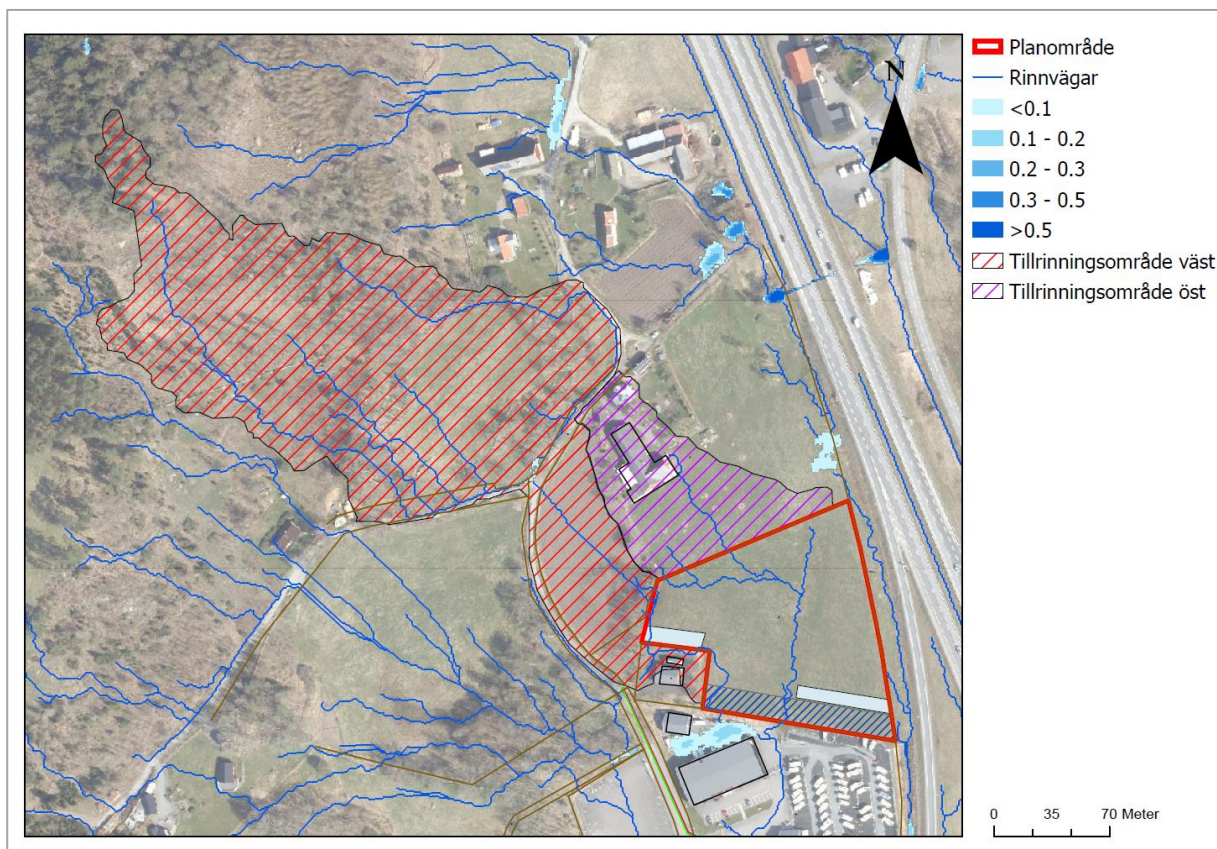 N
Planområde
Rinnvägar
<0.1
0.1 - 0.2
0.2 - 0.3
0.3 - 0.5
>0.5
Tillrinningsområde väst
Tillrinningsområde öst
0 35 70 Meter